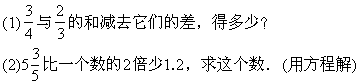 (1) 3/4 与 2/3 的和减去它们的差，得多少？
(2) 5 3/5 比一个数的2倍少1.2，求这个数．(用方程解)